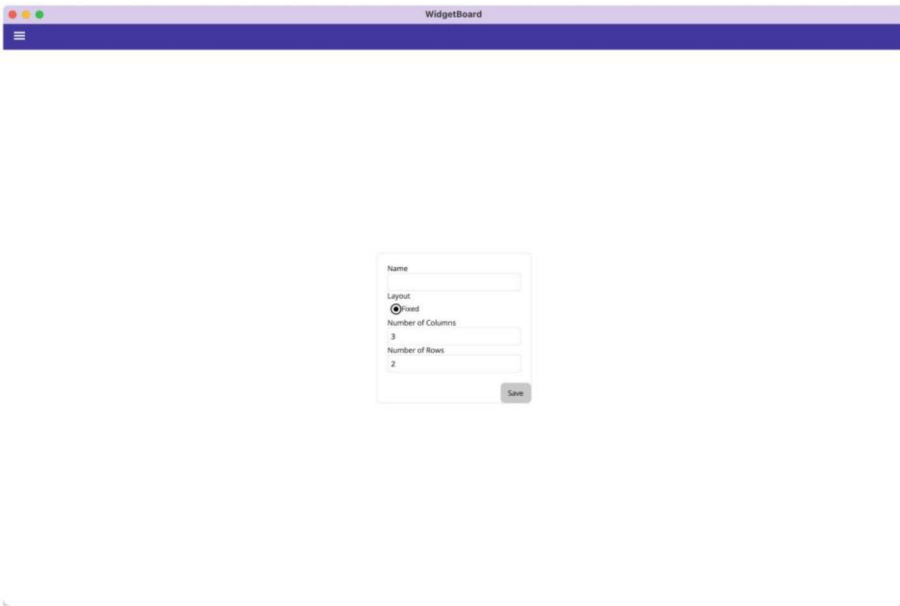 WidgetBoard
Name
Layout
Fixed
Number of Columns
3
Number of Rows
2
Save